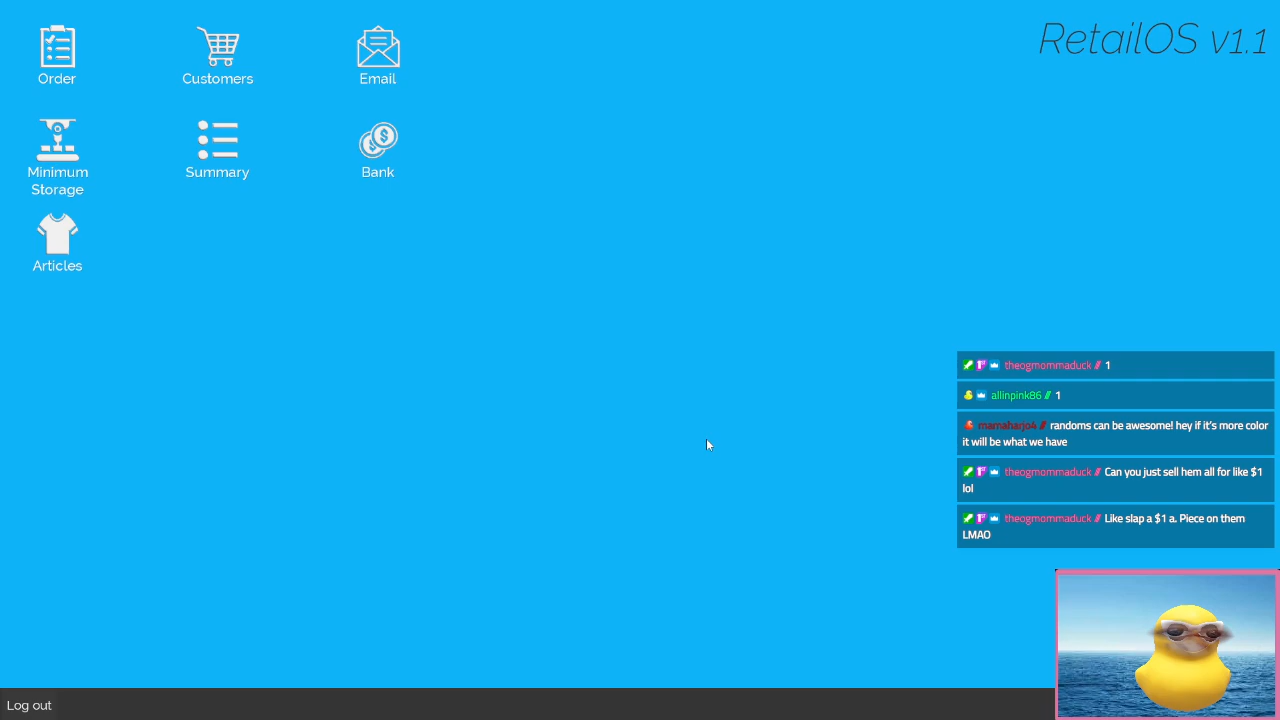 RetailOS v1.1
Order
Customers
Email
Minimum
Storage
Summary
Bank
Articles
theogmommaduck // 1
allinpink86 // 1
mamaharjo4 // randoms can be awesome! hey if it's more color
it will be what we have
theogmommaduck // Can you just sell hem all for like $1
lol
theogmommaduck // Like slap a $1 a. Piece on them
LMAO
Log out